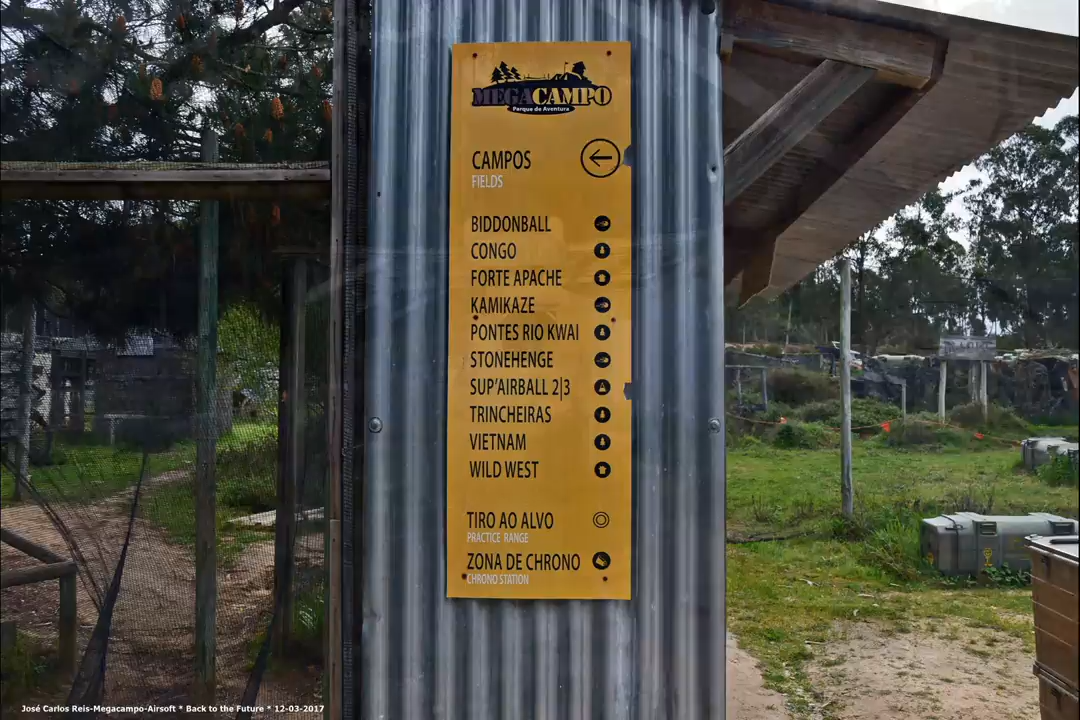 MEGACAMPO
Parque de Aventura
CAMPOS
FIELDS
BIDDONBALL
CONGO
FORTE APACHE
KAMIKAZE
PONTES RIO KWAI
STONEHENGE
SUP'AIRBALL 2|3
TRINCHEIRAS
VIETNAM
WILD WEST
TIRO AO ALVO
PRACTICE RANGE
ZONA DE CHRONO
CHRONO STATION
José Carlos Reis-Megacampo-Airsoft * Back to the Future * 12-03-2017